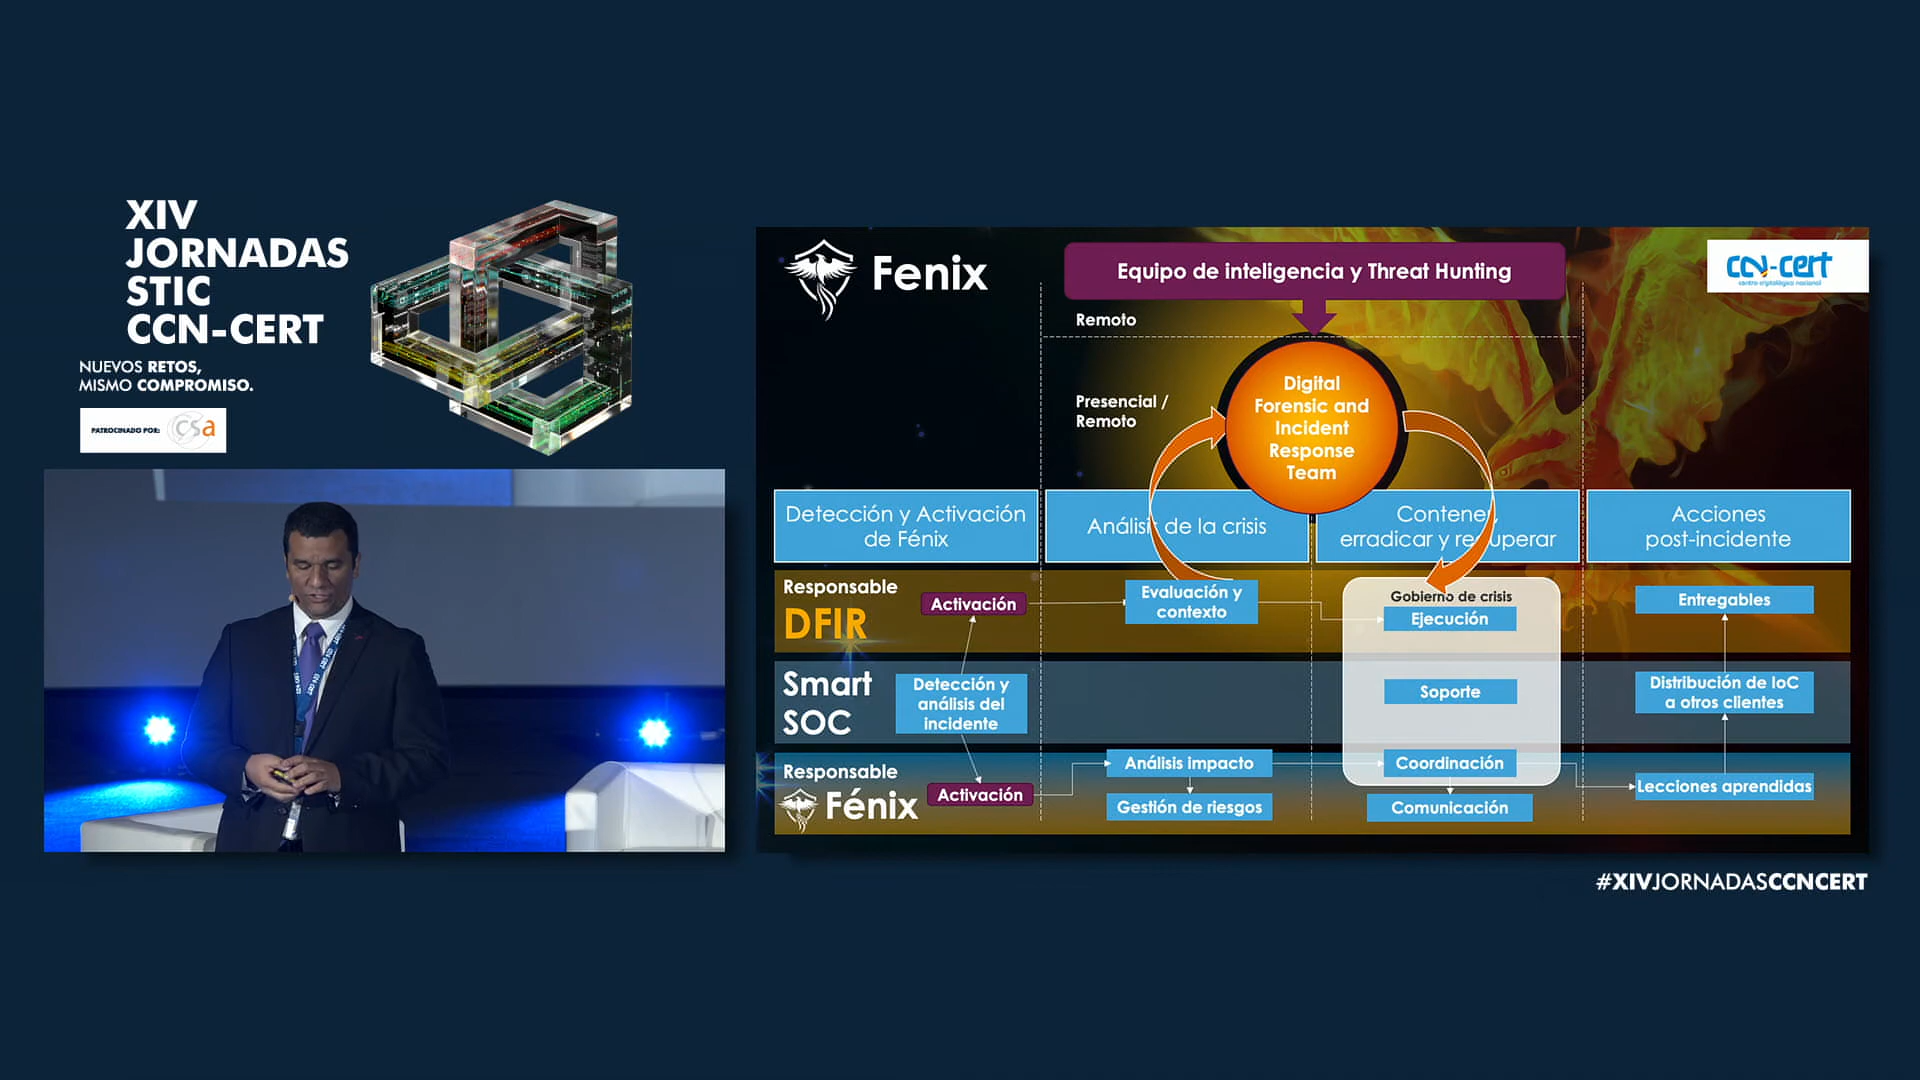 XIV
JORNADAS
STIC
CCN-CERT
NUEVOS RETOS,
MISMO COMPROMISO.
PATROCINADO POR:
csa
Fenix
Equipo de inteligencia y Threat Hunting
ccn-cert
centro criptológico nacional
Remoto
Presencial /
Remoto
Digital
Forensic and
Incident
Response
Team
Detección y Activación
de Fénix
Análisis de la crisis
Contener,
erradicar y recuperar
Acciones
post-incidente
Responsable
DFIR
Activación
Evaluación y
contexto
Gobierno de crisis
Ejecución
Entregables
Smart
SOC
Detección y
análisis del
incidente
Soporte
Distribución de IoC
a otros clientes
Responsable
Fénix
Activación
Análisis impacto
Gestión de riesgos
Coordinación
Comunicación
Lecciones aprendidas
#XIVJORNADASCCNCERT